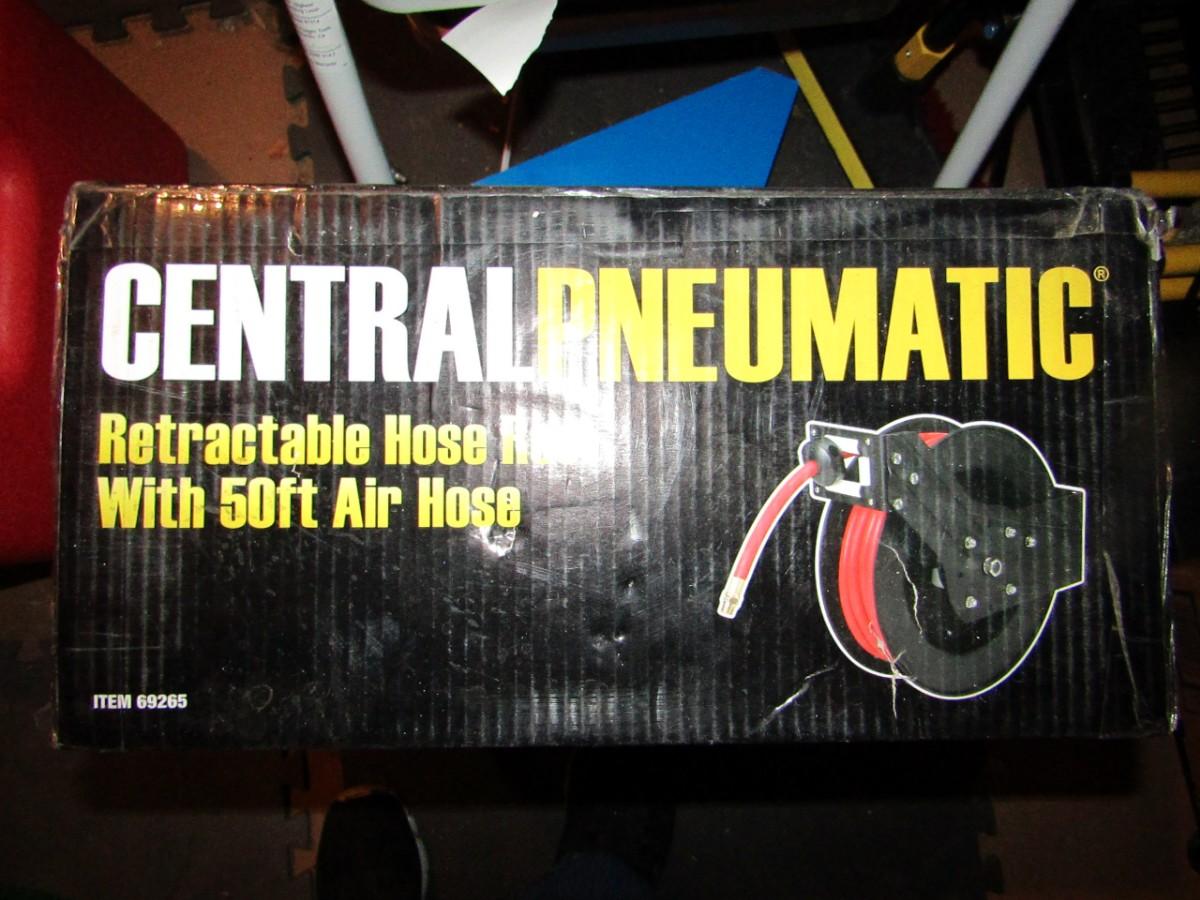 CENTRALPNEUMATIC®
Retractable Hose
With 50ft Air Hose
ITEM 69265